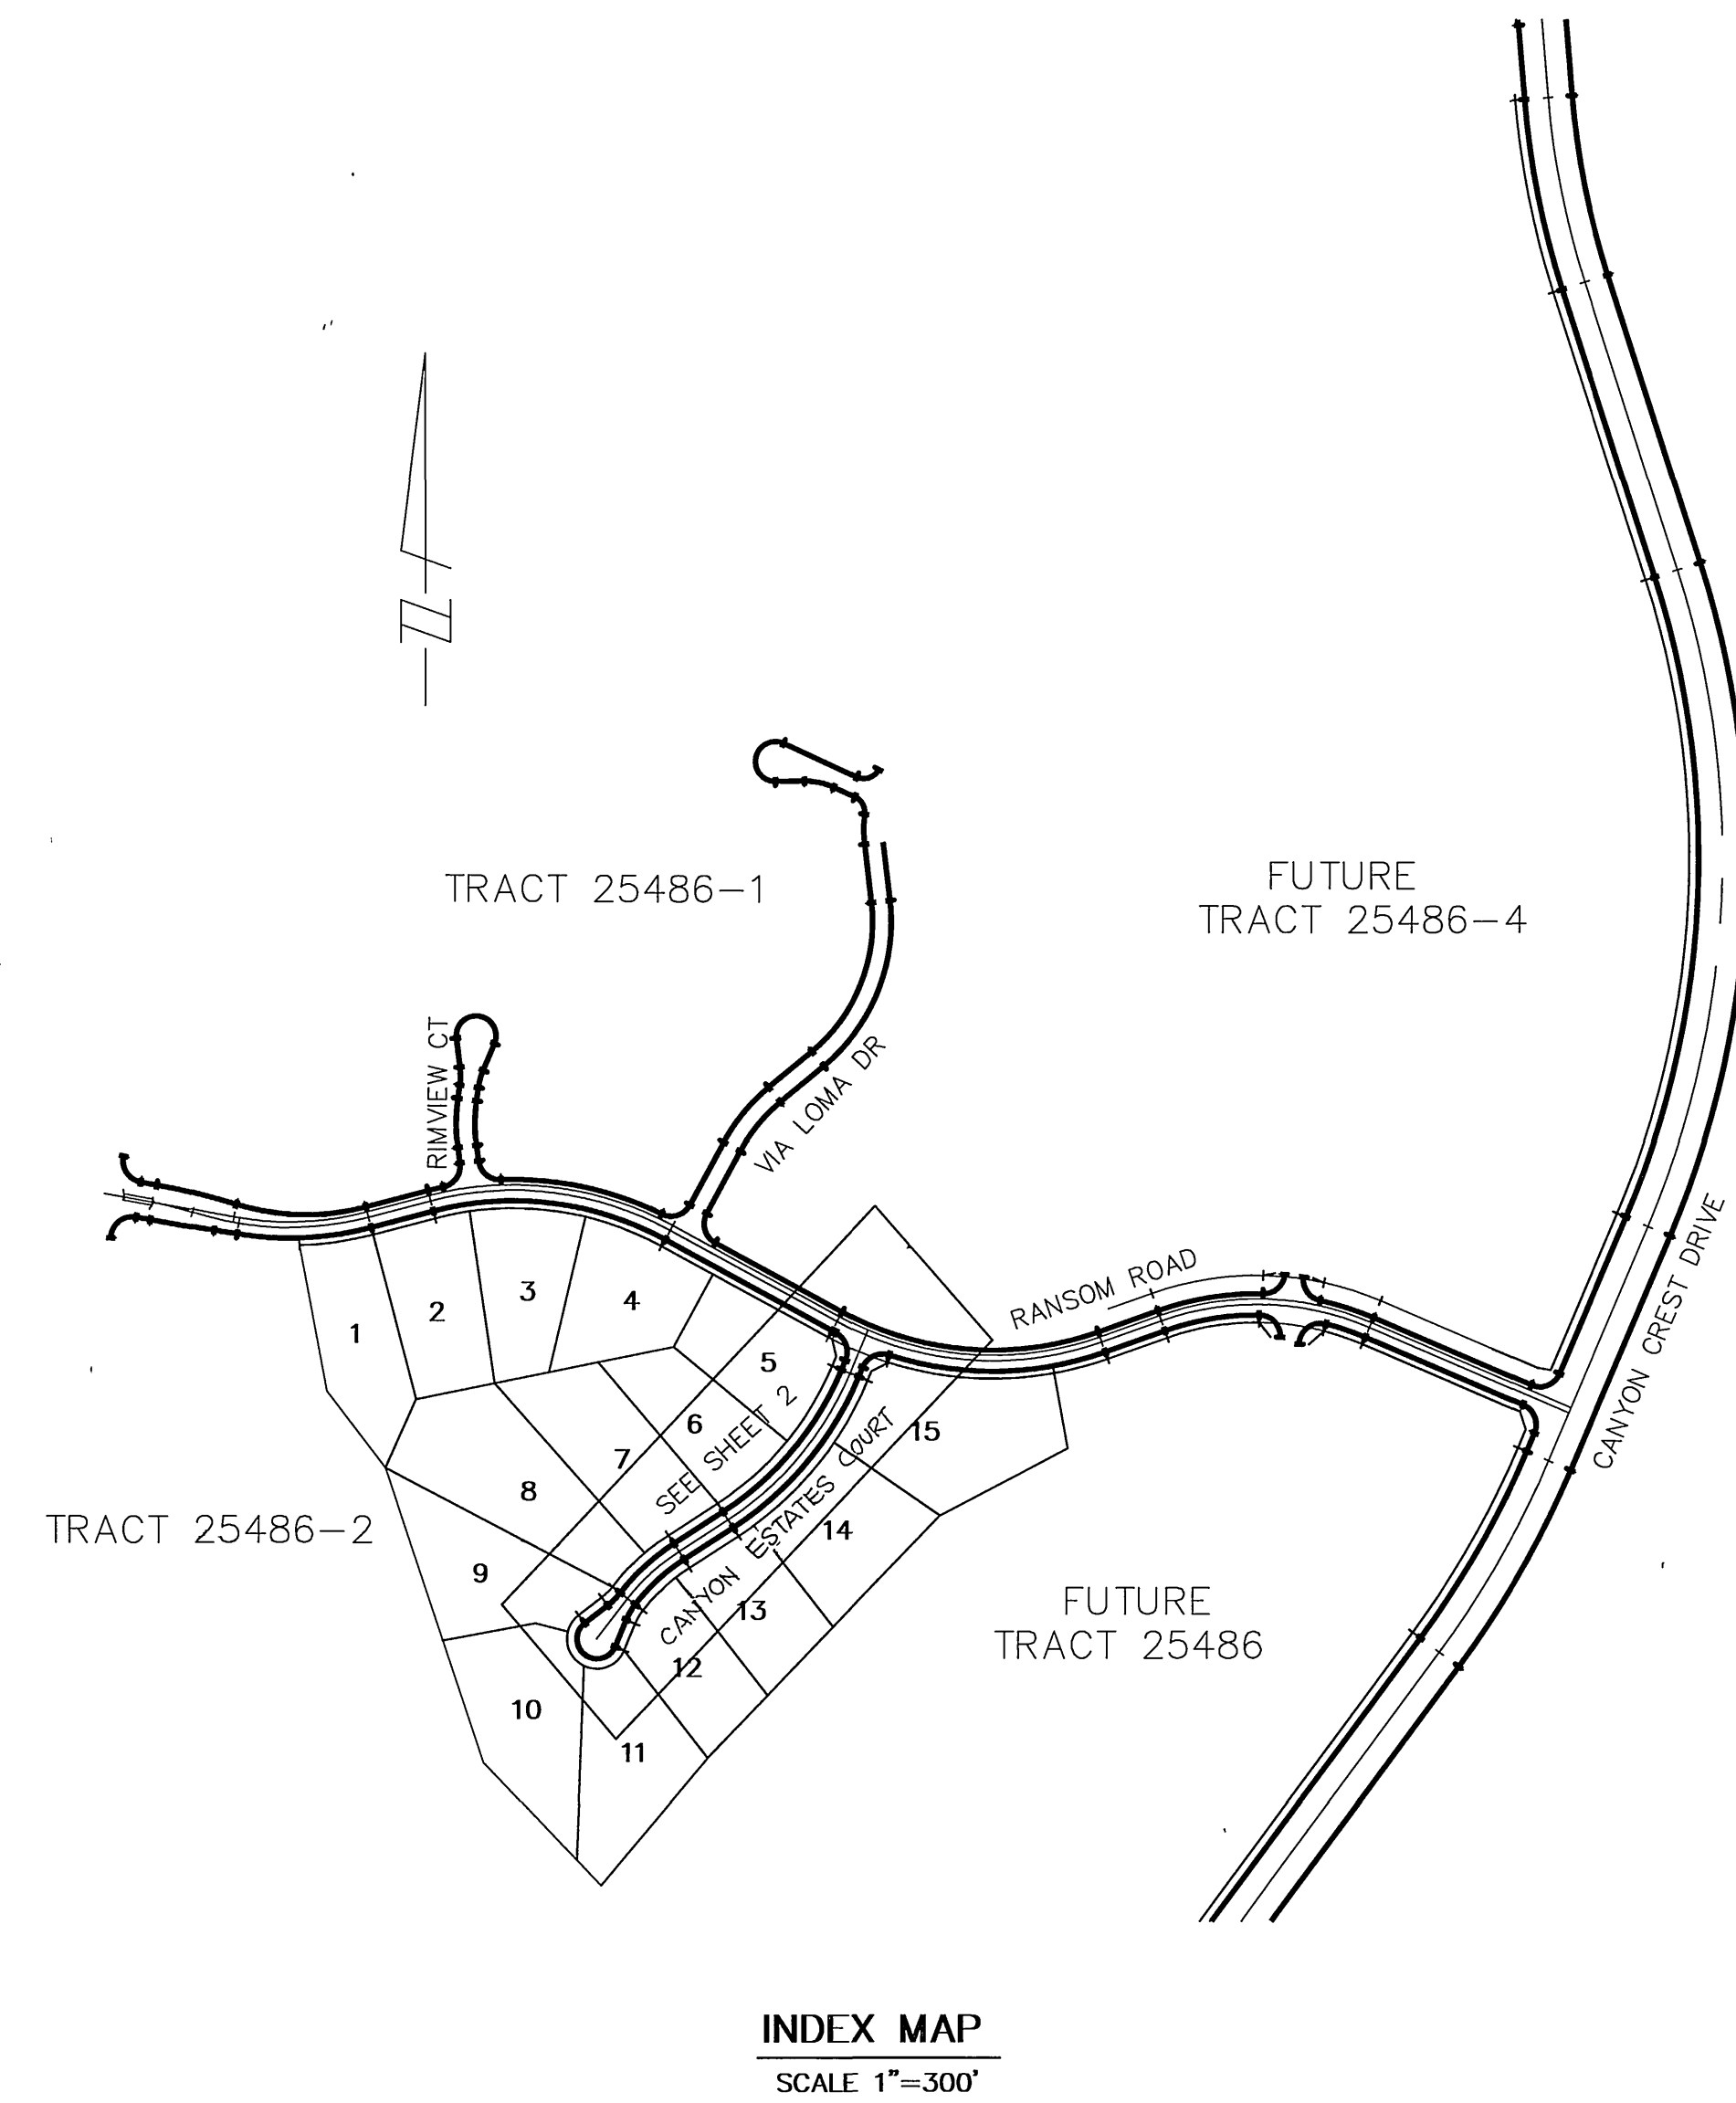 Z
TRACT 25486-1
FUTURE
TRACT 25486-4
RIMVIEW CT
VIA LOMA DR
RANSOM ROAD
CANYON CREST DRIVE
1
2
3
4
5
6
7
8
9
10
11
12
13
14
15
SEE SHEET 2
CANYON ESTATES COURT
TRACT 25486-2
FUTURE
TRACT 25486
INDEX MAP
SCALE 1"=300'